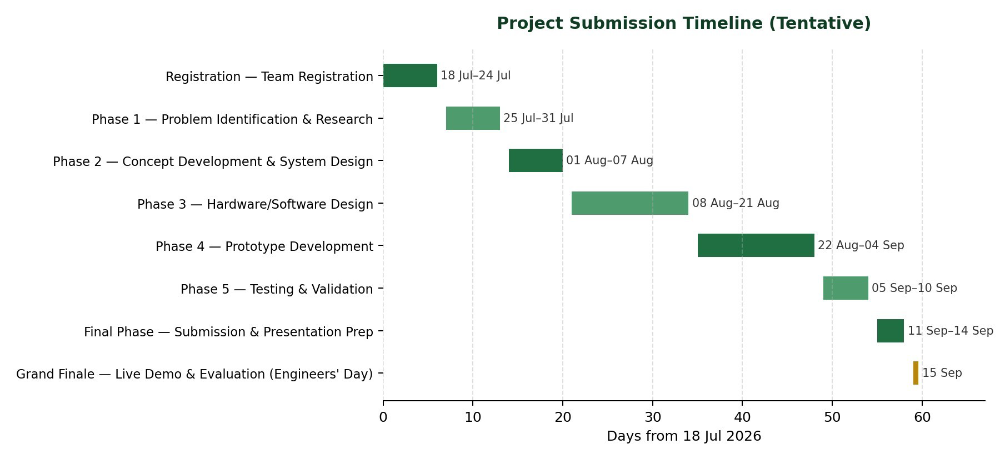 Project Submission Timeline (Tentative)
Registration — Team Registration
18 Jul–24 Jul
Phase 1 — Problem Identification & Research
25 Jul–31 Jul
Phase 2 — Concept Development & System Design
01 Aug–07 Aug
Phase 3 — Hardware/Software Design
08 Aug–21 Aug
Phase 4 — Prototype Development
22 Aug–04 Sep
Phase 5 — Testing & Validation
05 Sep–10 Sep
Final Phase — Submission & Presentation Prep
11 Sep–14 Sep
Grand Finale — Live Demo & Evaluation (Engineers' Day)
15 Sep
0 10 20 30 40 50 60
Days from 18 Jul 2026